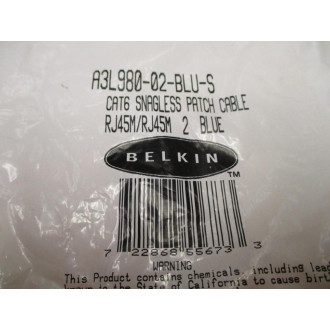 A3L980-02-BLU-S
CAT6 SNAGLESS PATCH CABLE
RJ45M/RJ45M 2 BLUE
BELKIN
TM
7 22868 55673 3
WARNING
This Product contains chemicals, including lead
known to the State of California to cause birt